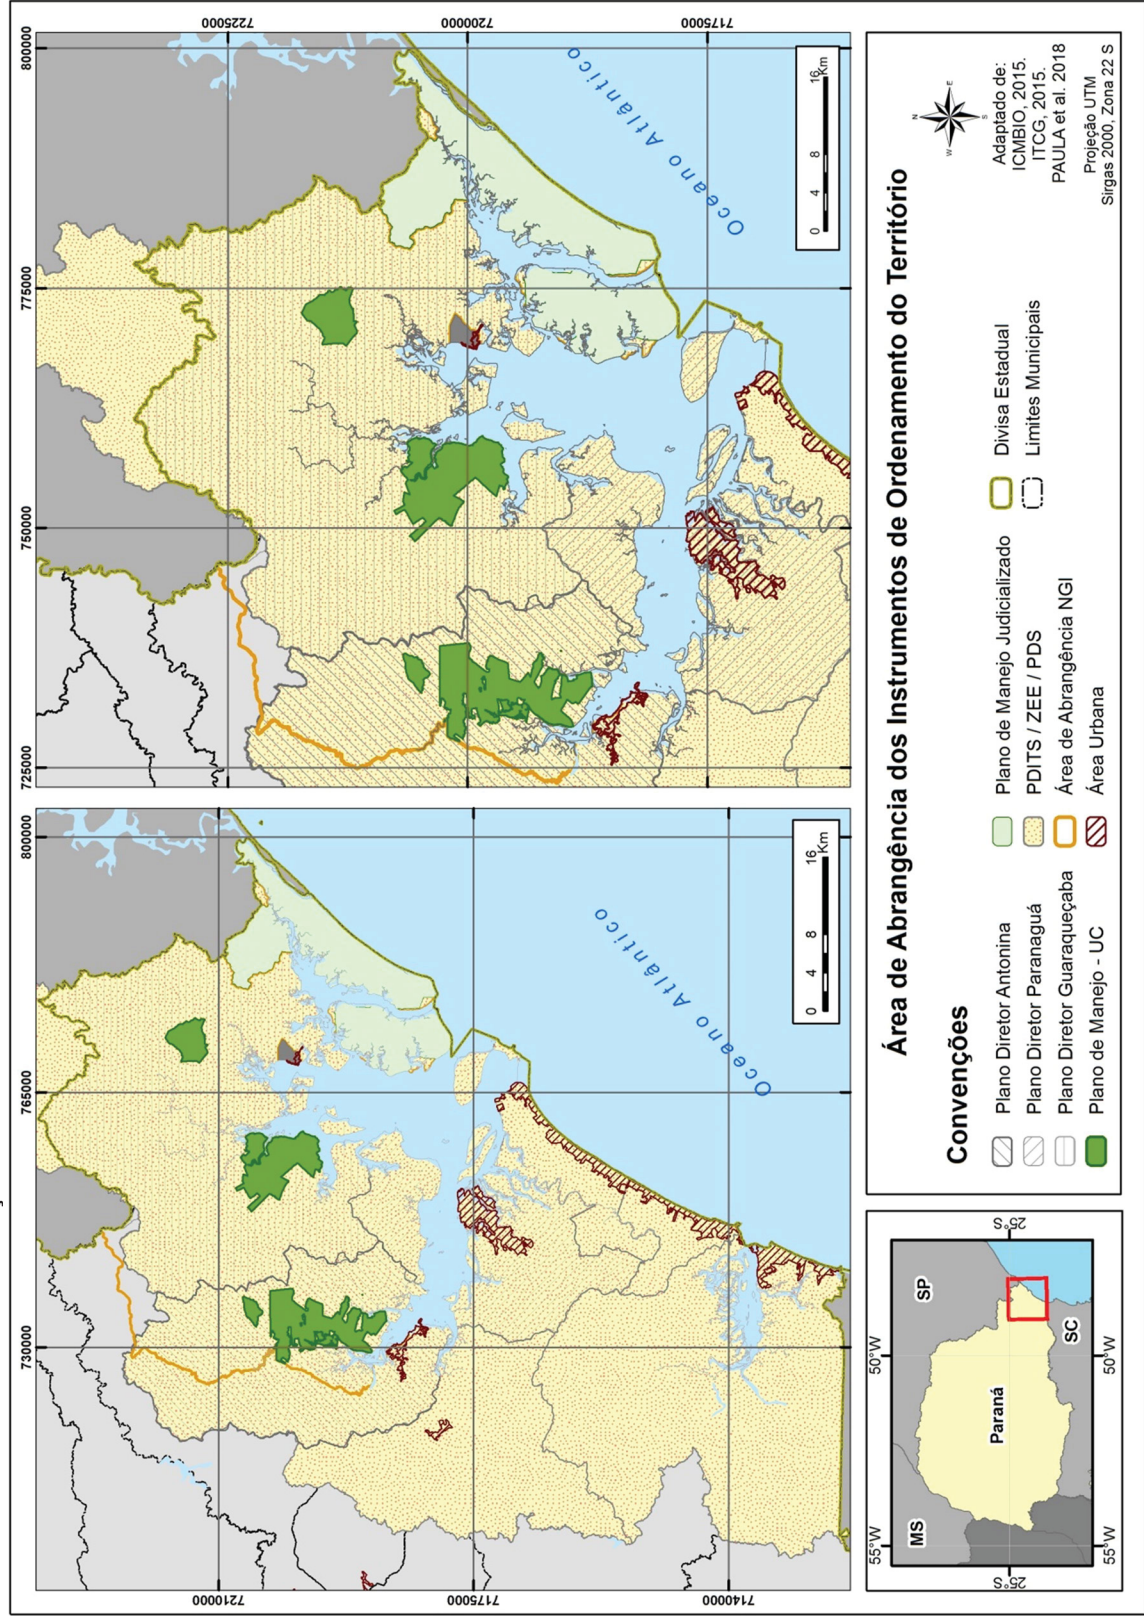 730000
765000
800000
7210000
7175000
7140000
Oceano Atlântico
0 4 8 16 Km
725000
750000
775000
800000
7225000
7200000
7175000
Oceano Atlântico
0 4 8 16 Km
55°W
50°W
25°S
25°S
55°W
50°W
MS
SP
Paraná
SC
Área de Abrangência dos Instrumentos de Ordenamento do Território
Convenções
Plano Diretor Antonina
Plano Diretor Paranaguá
Plano Diretor Guaraqueçaba
Plano de Manejo - UC
Plano de Manejo Judicializado
PDITS / ZEE / PDS
Área de Abrangência NGI
Área Urbana
Divisa Estadual
Limites Municipais
N
W
E
S
Adaptado de:
ICMBIO, 2015.
ITCG, 2015.
PAULA et al. 2018
Projeção UTM
Sirgas 2000, Zona 22 S